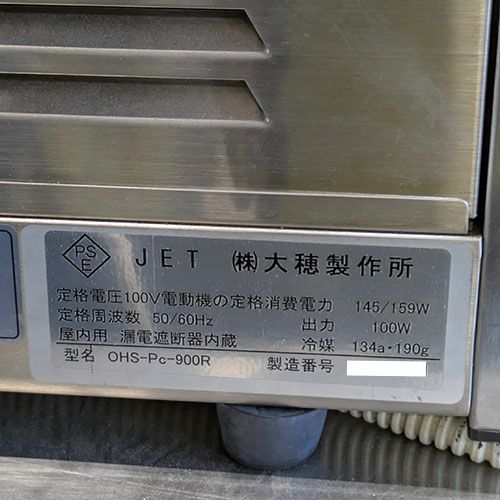 PS
E
JET ㈱大穂製作所
定格電圧100V電動機の定格消費電力 145/159W
定格周波数 50/60Hz 出力 100W
屋内用 漏電遮断器内蔵 冷媒 134a・190g
型名 OHS-Pc-900R 製造番号